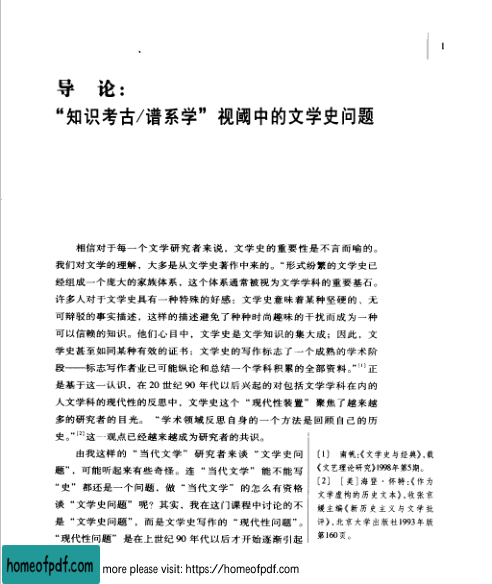 1
导 论：
“知识考古/谱系学”视阈中的文学史问题
相信对于每一个文学研究者来说，文学史的重要性是不言而喻的。
我们对文学的理解，大多是从文学史著作中来的。“形式纷繁的文学史已
经组成一个庞大的家族体系，这个体系通常被视为文学学科的重要基石。
许多人对于文学史具有一种特殊的好感：文学史意味着某种坚硬的、无
可辩驳的事实描述，这样的描述避免了种种时尚趣味的干扰而成为一种
可以信赖的知识。他们心目中，文学史是文学知识的集大成；因此，文
学史甚至如同某种有效的证书：文学史的写作标志了一个成熟的学术阶
段——标志写作者业已可能纵论和总结一个学科积累的全部资料。”[1]正
是基于这一认识，在 20 世纪 90 年代以后兴起的对包括文学学科在内的
人文学科的现代性的反思中，文学史这个“现代性装置”聚焦了越来越
多的研究者的目光。“学术领域反思自身的一个方法是回顾自己的历
史。”[2]这一观点已经越来越成为研究者的共识。
由我这样的“当代文学”研究者来谈“文学史问
题”，可能听起来有些奇怪。连“当代文学”能不能写
“史”都还是一个问题，做“当代文学”的怎么有资格
谈“文学史问题”呢？其实，我在这门课程中讨论的不
是“文学史问题”，而是文学史写作的“现代性问题”。
“现代性问题”是在上世纪 90 年代以后才开始逐渐引起
[1] 南帆：《文学史与经典》，载
《文艺理论研究》1998年第5期。
[2] [美]海登·怀特：《作为
文学虚构的历史文本》，收张京
媛主编《新历史主义与文学批
评》，北京大学出版社1993年版
第160页。
homeofpdf.com
more please visit: https://homeofpdf.com